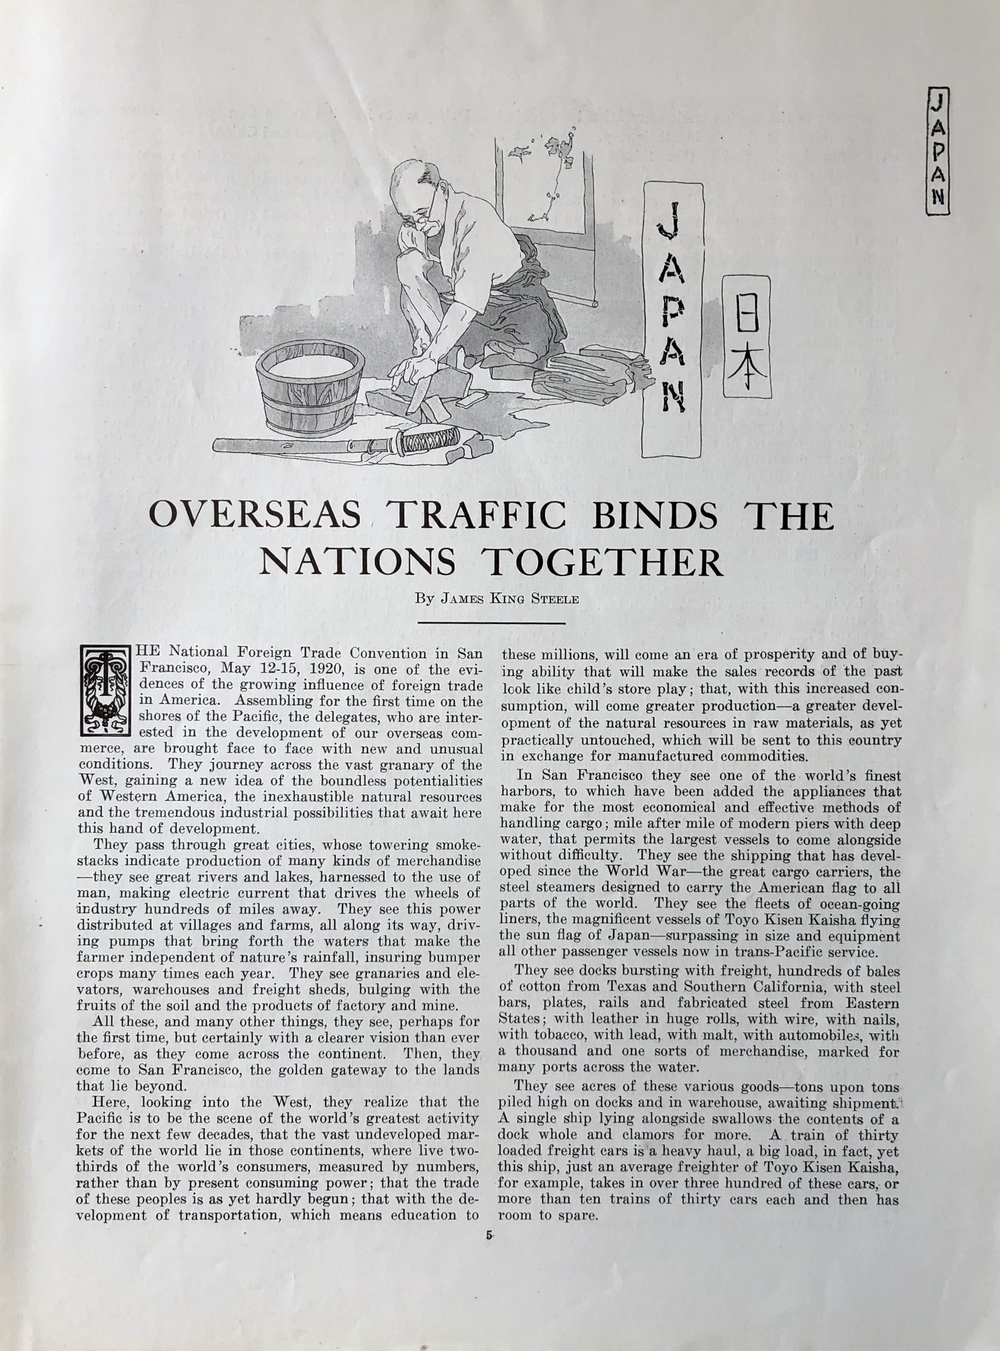 JAPAN
JAPAN
日本
OVERSEAS TRAFFIC BINDS THE
NATIONS TOGETHER
By JAMES KING STEELE
THE National Foreign Trade Convention in San
Francisco, May 12-15, 1920, is one of the evi-
dences of the growing influence of foreign trade
in America. Assembling for the first time on the
shores of the Pacific, the delegates, who are inter-
ested in the development of our overseas com-
merce, are brought face to face with new and unusual
conditions. They journey across the vast granary of the
West, gaining a new idea of the boundless potentialities
of Western America, the inexhaustible natural resources
and the tremendous industrial possibilities that await here
this hand of development.
They pass through great cities, whose towering smoke-
stacks indicate production of many kinds of merchandise
—they see great rivers and lakes, harnessed to the use of
man, making electric current that drives the wheels of
industry hundreds of miles away. They see this power
distributed at villages and farms, all along its way, driv-
ing pumps that bring forth the waters that make the
farmer independent of nature's rainfall, insuring bumper
crops many times each year. They see granaries and ele-
vators, warehouses and freight sheds, bulging with the
fruits of the soil and the products of factory and mine.
All these, and many other things, they see, perhaps for
the first time, but certainly with a clearer vision than ever
before, as they come across the continent. Then, they
come to San Francisco, the golden gateway to the lands
that lie beyond.
Here, looking into the West, they realize that the
Pacific is to be the scene of the world's greatest activity
for the next few decades, that the vast undeveloped mar-
kets of the world lie in those continents, where live two-
thirds of the world's consumers, measured by numbers,
rather than by present consuming power; that the trade
of these peoples is as yet hardly begun; that with the de-
velopment of transportation, which means education to
these millions, will come an era of prosperity and of buy-
ing ability that will make the sales records of the past
look like child's store play; that, with this increased con-
sumption, will come greater production—a greater devel-
opment of the natural resources in raw materials, as yet
practically untouched, which will be sent to this country
in exchange for manufactured commodities.
In San Francisco they see one of the world's finest
harbors, to which have been added the appliances that
make for the most economical and effective methods of
handling cargo; mile after mile of modern piers with deep
water, that permits the largest vessels to come alongside
without difficulty. They see the shipping that has devel-
oped since the World War—the great cargo carriers, the
steel steamers designed to carry the American flag to all
parts of the world. They see the fleets of ocean-going
liners, the magnificent vessels of Toyo Kisen Kaisha flying
the sun flag of Japan—surpassing in size and equipment
all other passenger vessels now in trans-Pacific service.
They see docks bursting with freight, hundreds of bales
of cotton from Texas and Southern California, with steel
bars, plates, rails and fabricated steel from Eastern
States; with leather in huge rolls, with wire, with nails,
with tobacco, with lead, with malt, with automobiles, with
a thousand and one sorts of merchandise, marked for
many ports across the water.
They see acres of these various goods—tons upon tons
piled high on docks and in warehouse, awaiting shipment.
A single ship lying alongside swallows the contents of a
dock whole and clamors for more. A train of thirty
loaded freight cars is a heavy haul, a big load, in fact, yet
this ship, just an average freighter of Toyo Kisen Kaisha,
for example, takes in over three hundred of these cars, or
more than ten trains of thirty cars each and then has
room to spare.
5